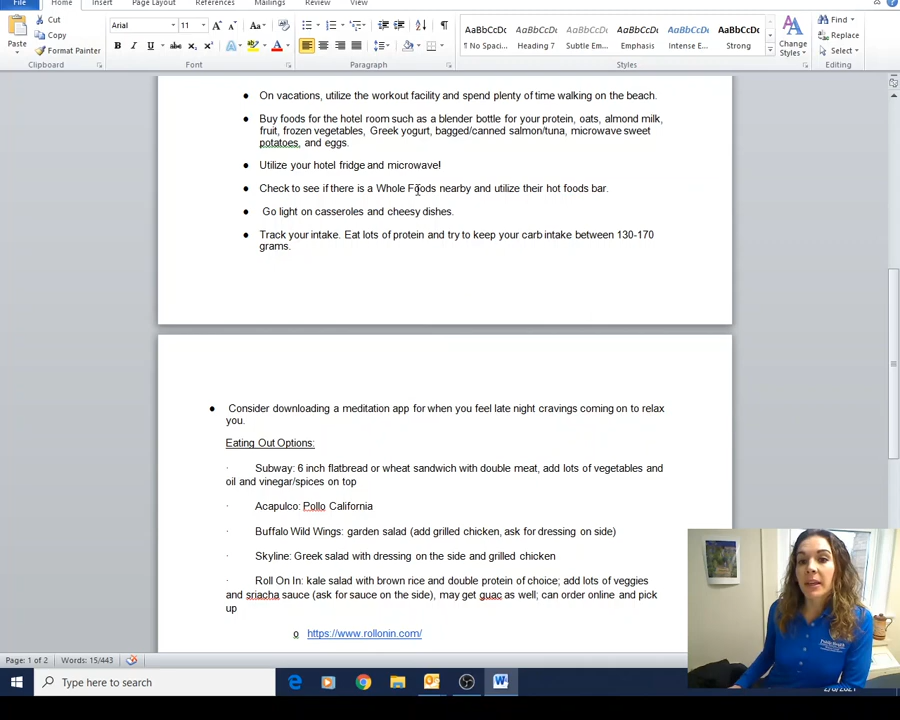 File Home Insert Page Layout References Mailings Review View
Cut
Copy
Format Painter
Paste
Clipboard
Arial 11
B I U abc x₂ x² A
Font
Paragraph
AaBbCcDc AaBbCcDc AaBbCcDc AaBbCcDc AaBbCcDc AaBbCcDc
¶ No Spaci... Heading 7 Subtle Em... Emphasis Intense E... Strong
Styles
Change Styles
Find
Replace
Select
Editing
● On vacations, utilize the workout facility and spend plenty of time walking on the beach.
● Buy foods for the hotel room such as a blender bottle for your protein, oats, almond milk,
fruit, frozen vegetables, Greek yogurt, bagged/canned salmon/tuna, microwave sweet
potatoes, and eggs.
● Utilize your hotel fridge and microwave!
● Check to see if there is a Whole Foods nearby and utilize their hot foods bar.
● Go light on casseroles and cheesy dishes.
● Track your intake. Eat lots of protein and try to keep your carb intake between 130-170
grams.
● Consider downloading a meditation app for when you feel late night cravings coming on to relax
you.
Eating Out Options:
· Subway: 6 inch flatbread or wheat sandwich with double meat, add lots of vegetables and
oil and vinegar/spices on top
· Acapulco: Pollo California
· Buffalo Wild Wings: garden salad (add grilled chicken, ask for dressing on side)
· Skyline: Greek salad with dressing on the side and grilled chicken
· Roll On In: kale salad with brown rice and double protein of choice; add lots of veggies
and sriacha sauce (ask for sauce on the side), may get guac as well; can order online and pick
up
o https://www.rollonin.com/
Page: 1 of 2 Words: 15/443
Type here to search